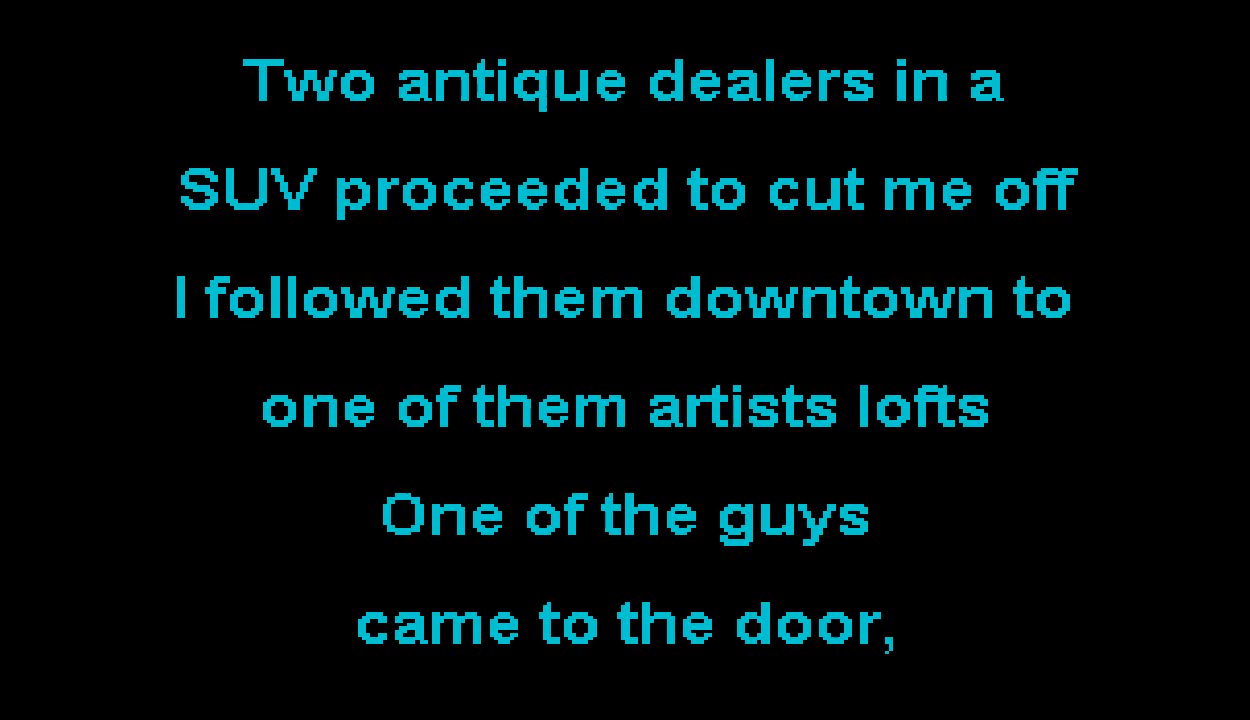 Two antique dealers in a
SUV proceeded to cut me off
I followed them downtown to
one of them artists lofts
One of the guys
came to the door,